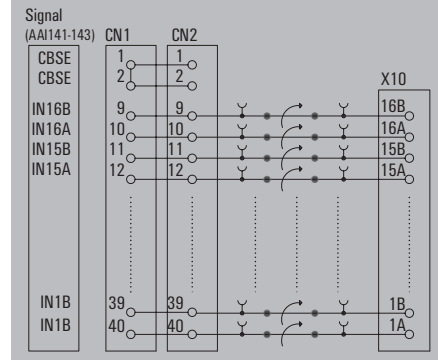 Signal
(AAI141-143) CN1 CN2
CBSE 1 1
CBSE 2 2
X10
IN16B 9 9 16B
IN16A 10 10 16A
IN15B 11 11 15B
IN15A 12 12 15A
IN1B 39 39 1B
IN1B 40 40 1A